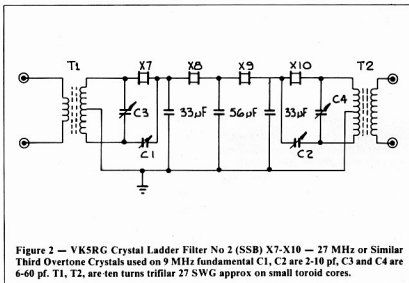 T1
X7
X8
X9
X10
T2
C3
33µF
56µF
33µF
C4
C1
C2
Figure 2 — VK5RG Crystal Ladder Filter No 2 (SSB) X7-X10 — 27 MHz or Similar
Third Overtone Crystals used on 9 MHz fundamental C1, C2 are 2-10 pf, C3 and C4 are
6-60 pf. T1, T2, are ten turns trifilar 27 SWG approx on small toroid cores.